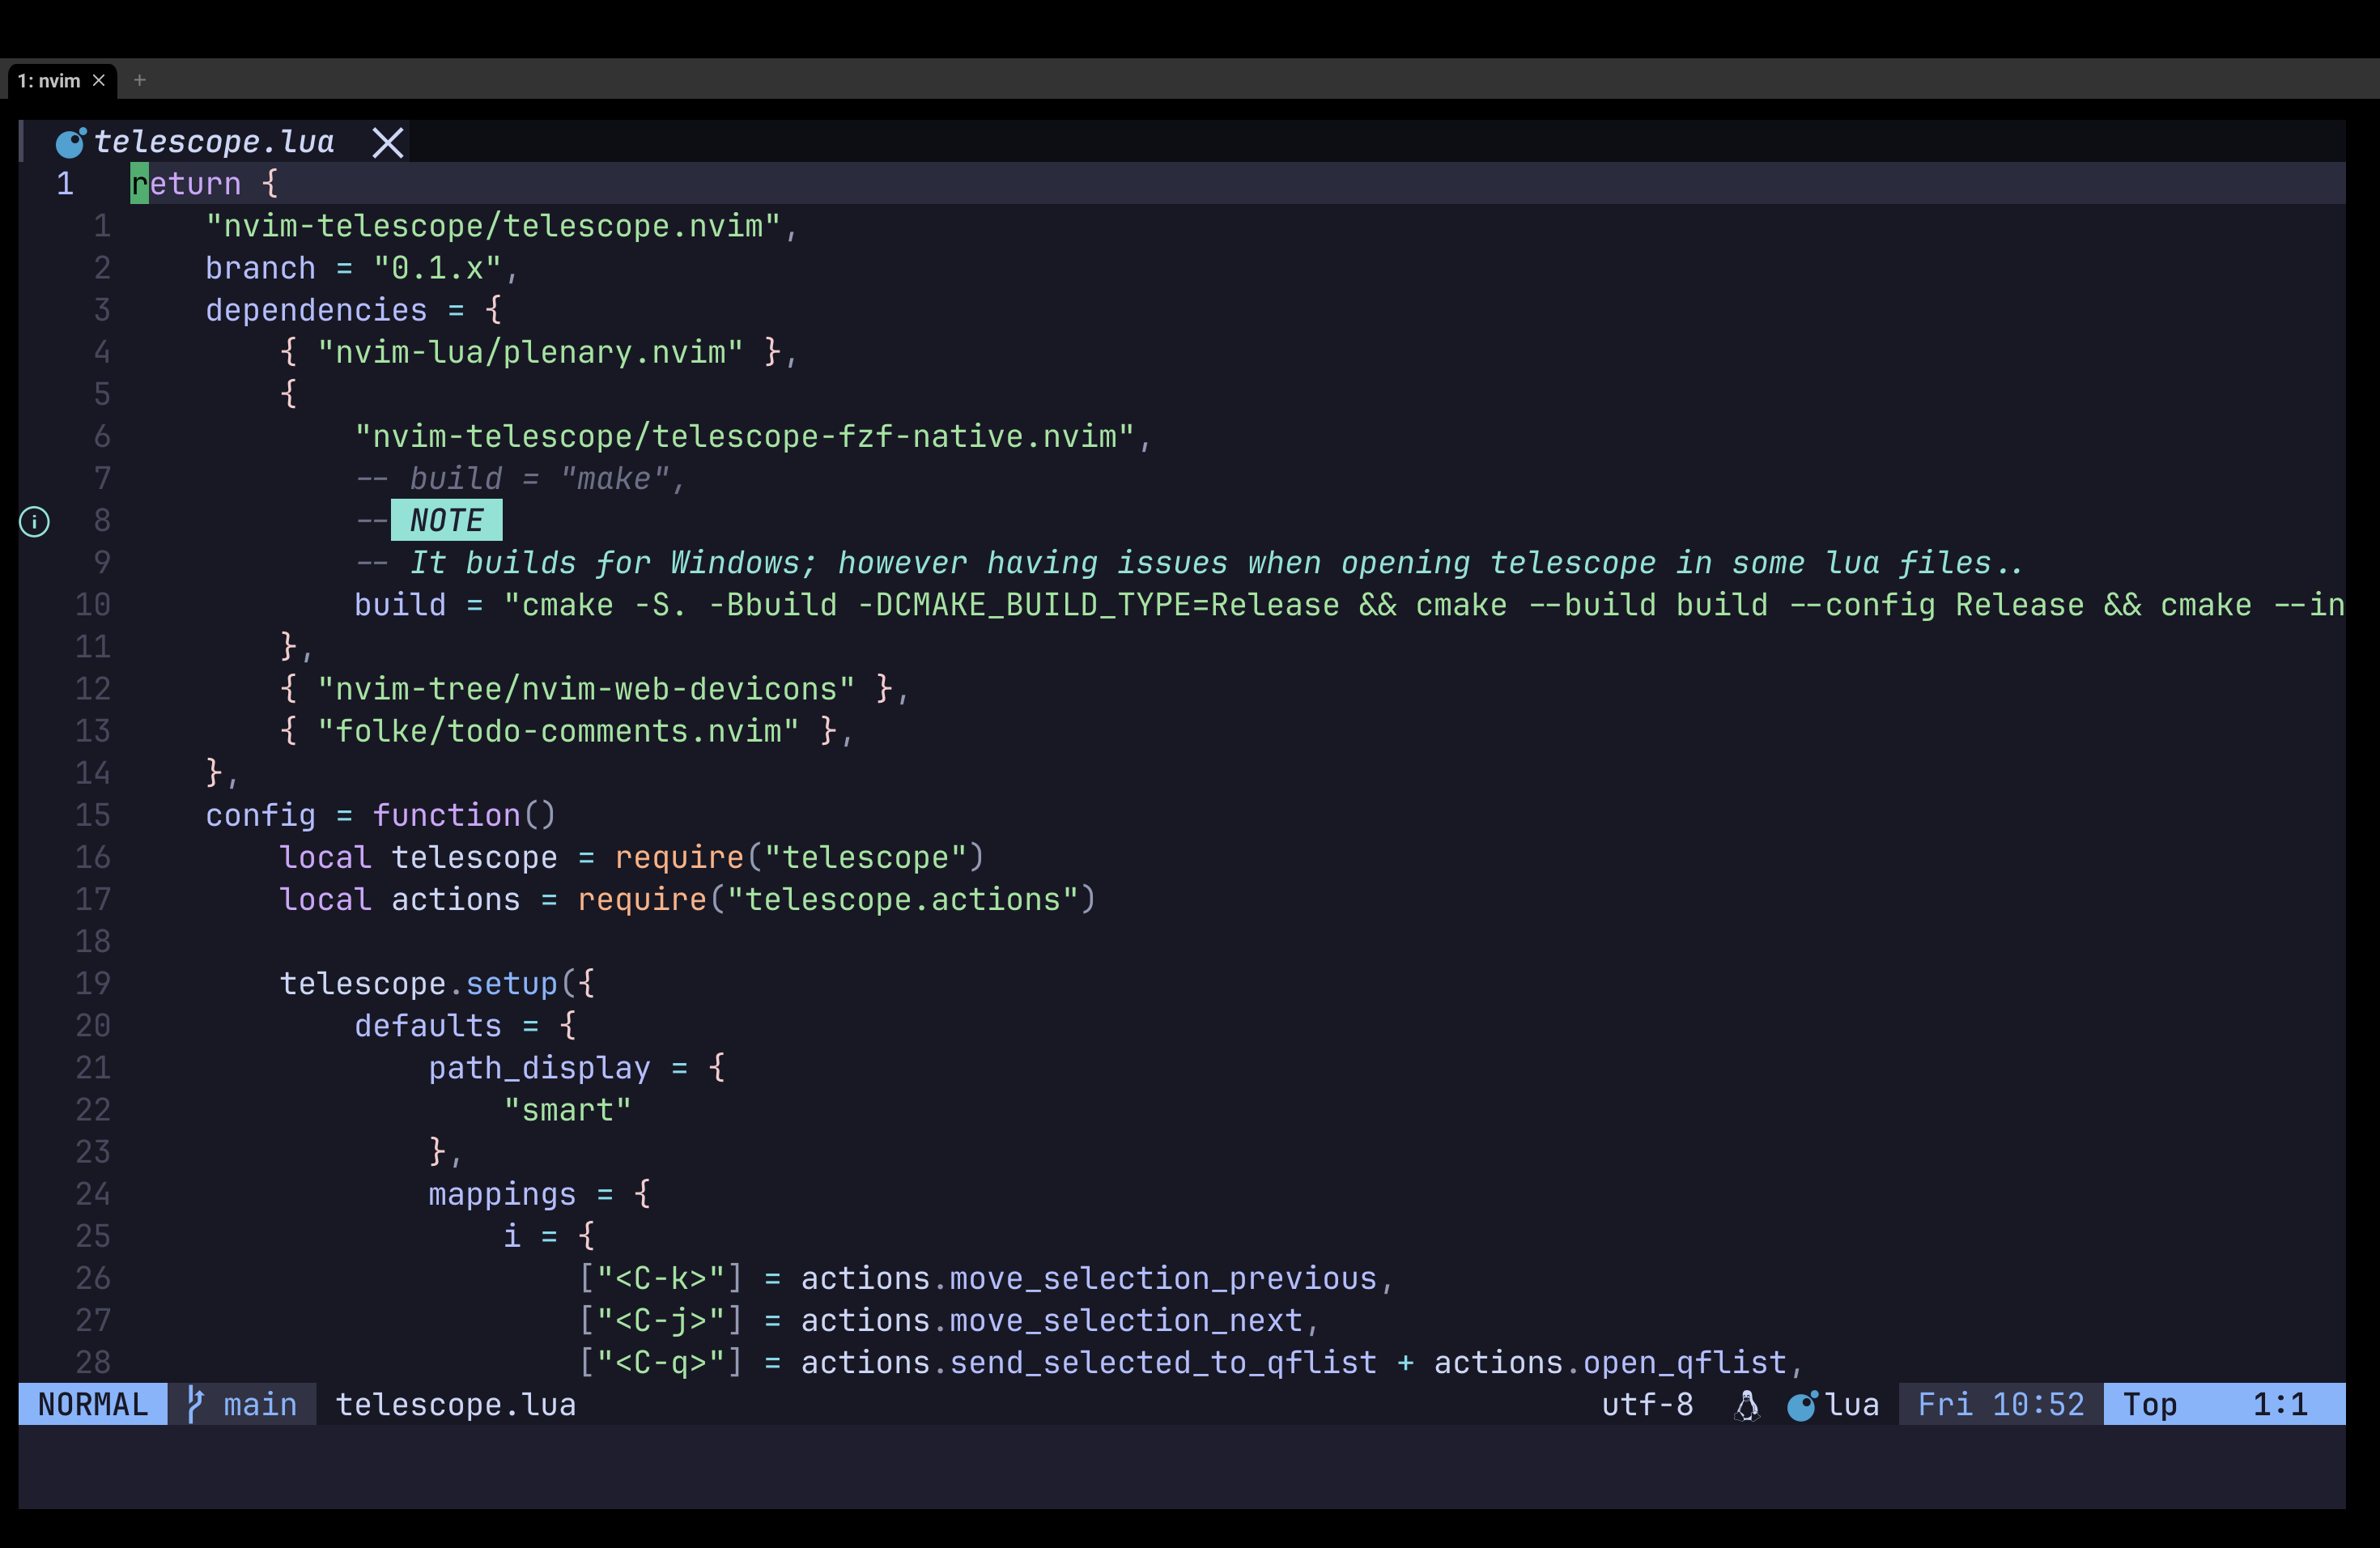 1: nvim × +
telescope.lua
1 return {
1 "nvim-telescope/telescope.nvim",
2 branch = "0.1.x",
3 dependencies = {
4 { "nvim-lua/plenary.nvim" },
5 {
6 "nvim-telescope/telescope-fzf-native.nvim",
7 -- build = "make",
8 -- NOTE
9 -- It builds for Windows; however having issues when opening telescope in some lua files..
10 build = "cmake -S. -Bbuild -DCMAKE_BUILD_TYPE=Release && cmake --build build --config Release && cmake --in
11 },
12 { "nvim-tree/nvim-web-devicons" },
13 { "folke/todo-comments.nvim" },
14 },
15 config = function()
16 local telescope = require("telescope")
17 local actions = require("telescope.actions")
18
19 telescope.setup({
20 defaults = {
21 path_display = {
22 "smart"
23 },
24 mappings = {
25 i = {
26 ["<C-k>"] = actions.move_selection_previous,
27 ["<C-j>"] = actions.move_selection_next,
28 ["<C-q>"] = actions.send_selected_to_qflist + actions.open_qflist,
NORMAL main telescope.lua utf-8 lua Fri 10:52 Top 1:1